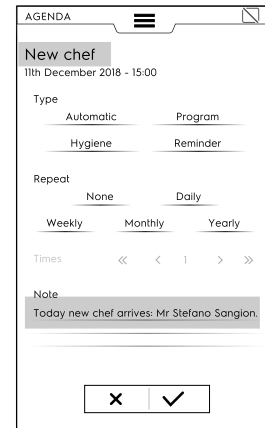 AGENDA
New chef
11th December 2018 - 15:00
Type
Automatic Program
Hygiene Reminder
Repeat
None Daily
Weekly Monthly Yearly
Times « < 1 > »
Note
Today new chef arrives: Mr Stefano Sangion.